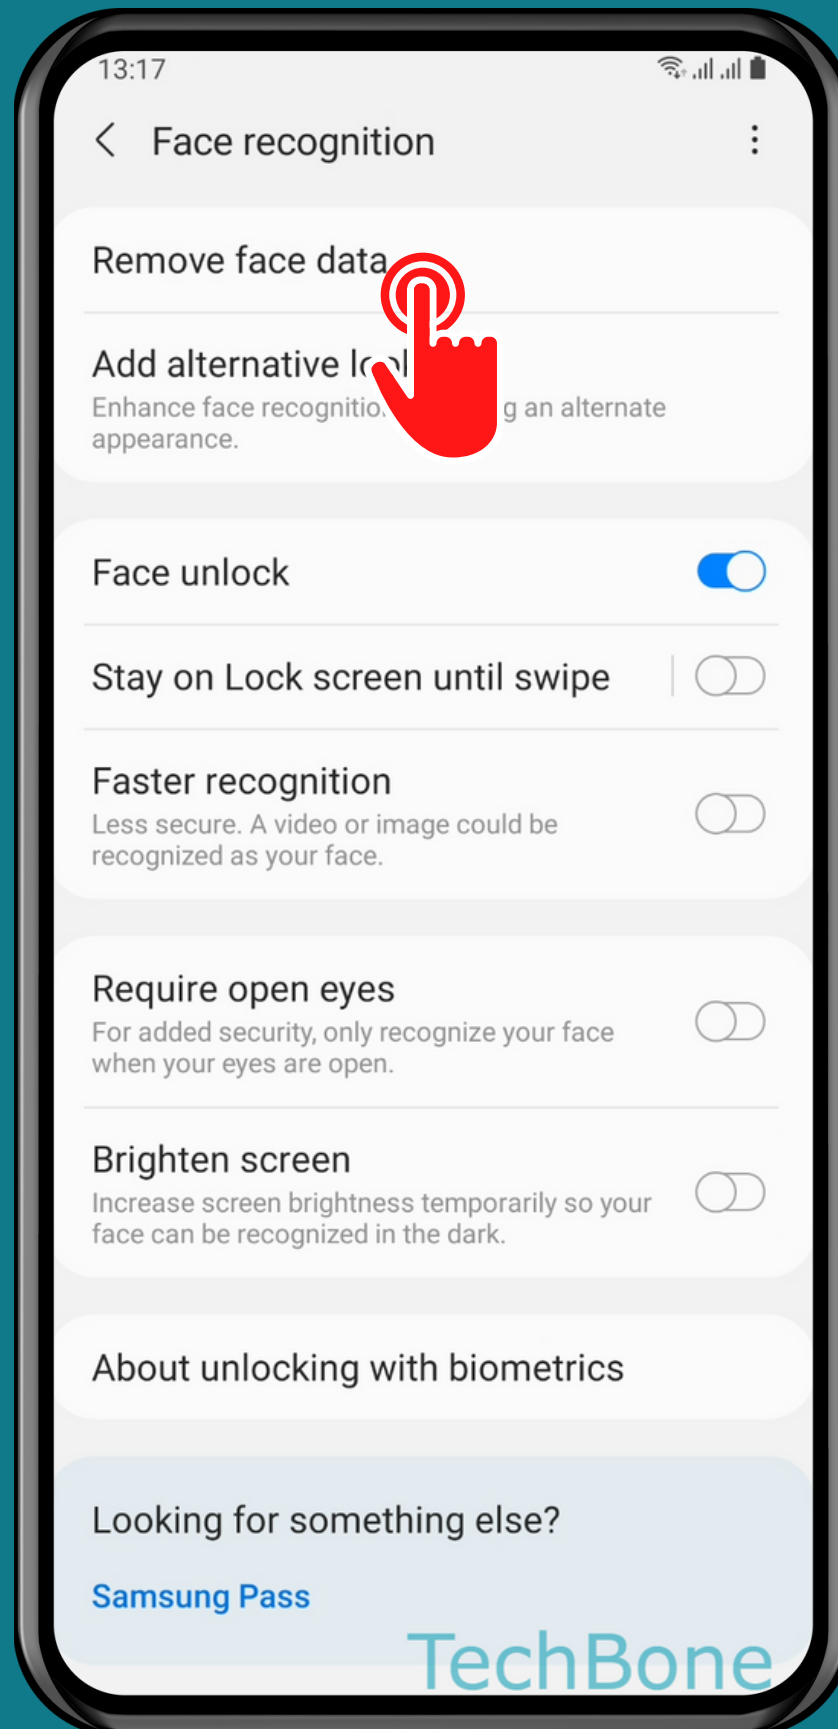 13:17
Face recognition
Remove face data
Add alternative
Enhance face an alternate
appearance.
Face unlock
Stay on Lock screen until swipe
Faster recognition
Less secure. A video or image could be
recognized as your face.
Require open eyes
For added security, only recognize your face
when your eyes are open.
Brighten screen
Increase screen brightness temporarily so your
face can be recognized in the dark.
About unlocking with biometrics
Looking for something else?
Samsung Pass
TechBone